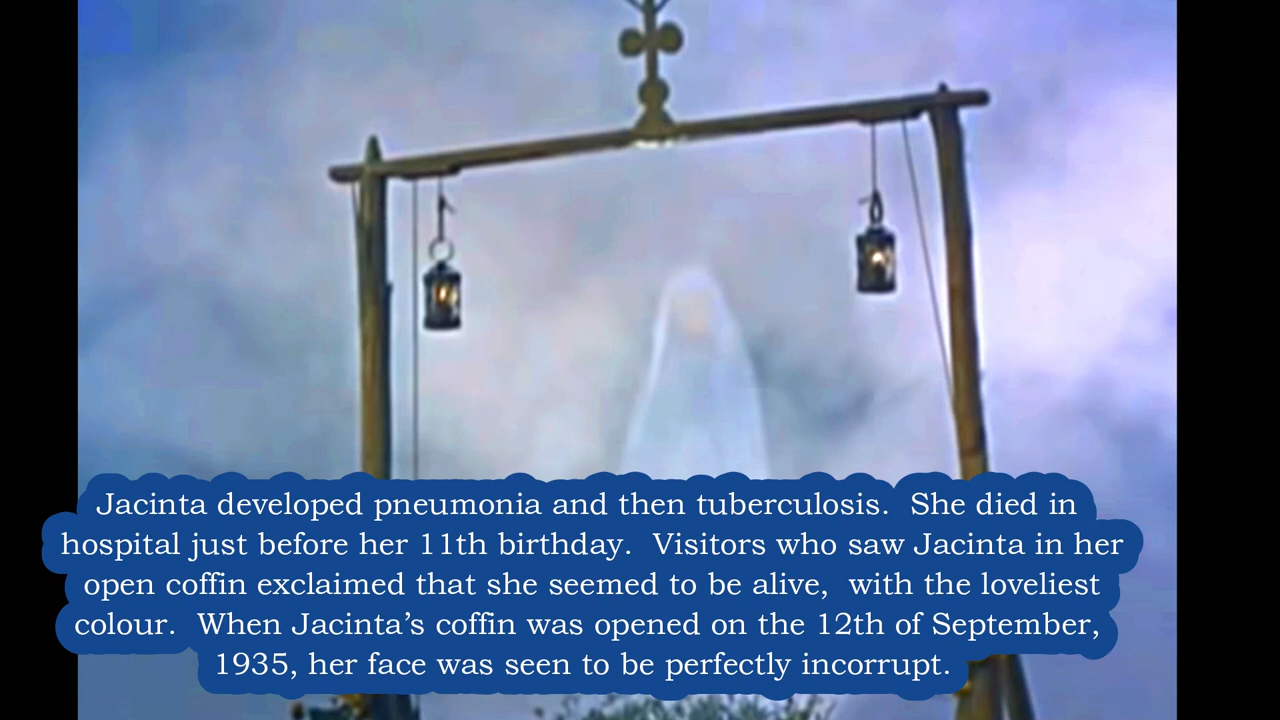 Jacinta developed pneumonia and then tuberculosis.  She died in
hospital just before her 11th birthday.  Visitors who saw Jacinta in her
open coffin exclaimed that she seemed to be alive,  with the loveliest
colour.  When Jacinta’s coffin was opened on the 12th of September,
1935, her face was seen to be perfectly incorrupt.